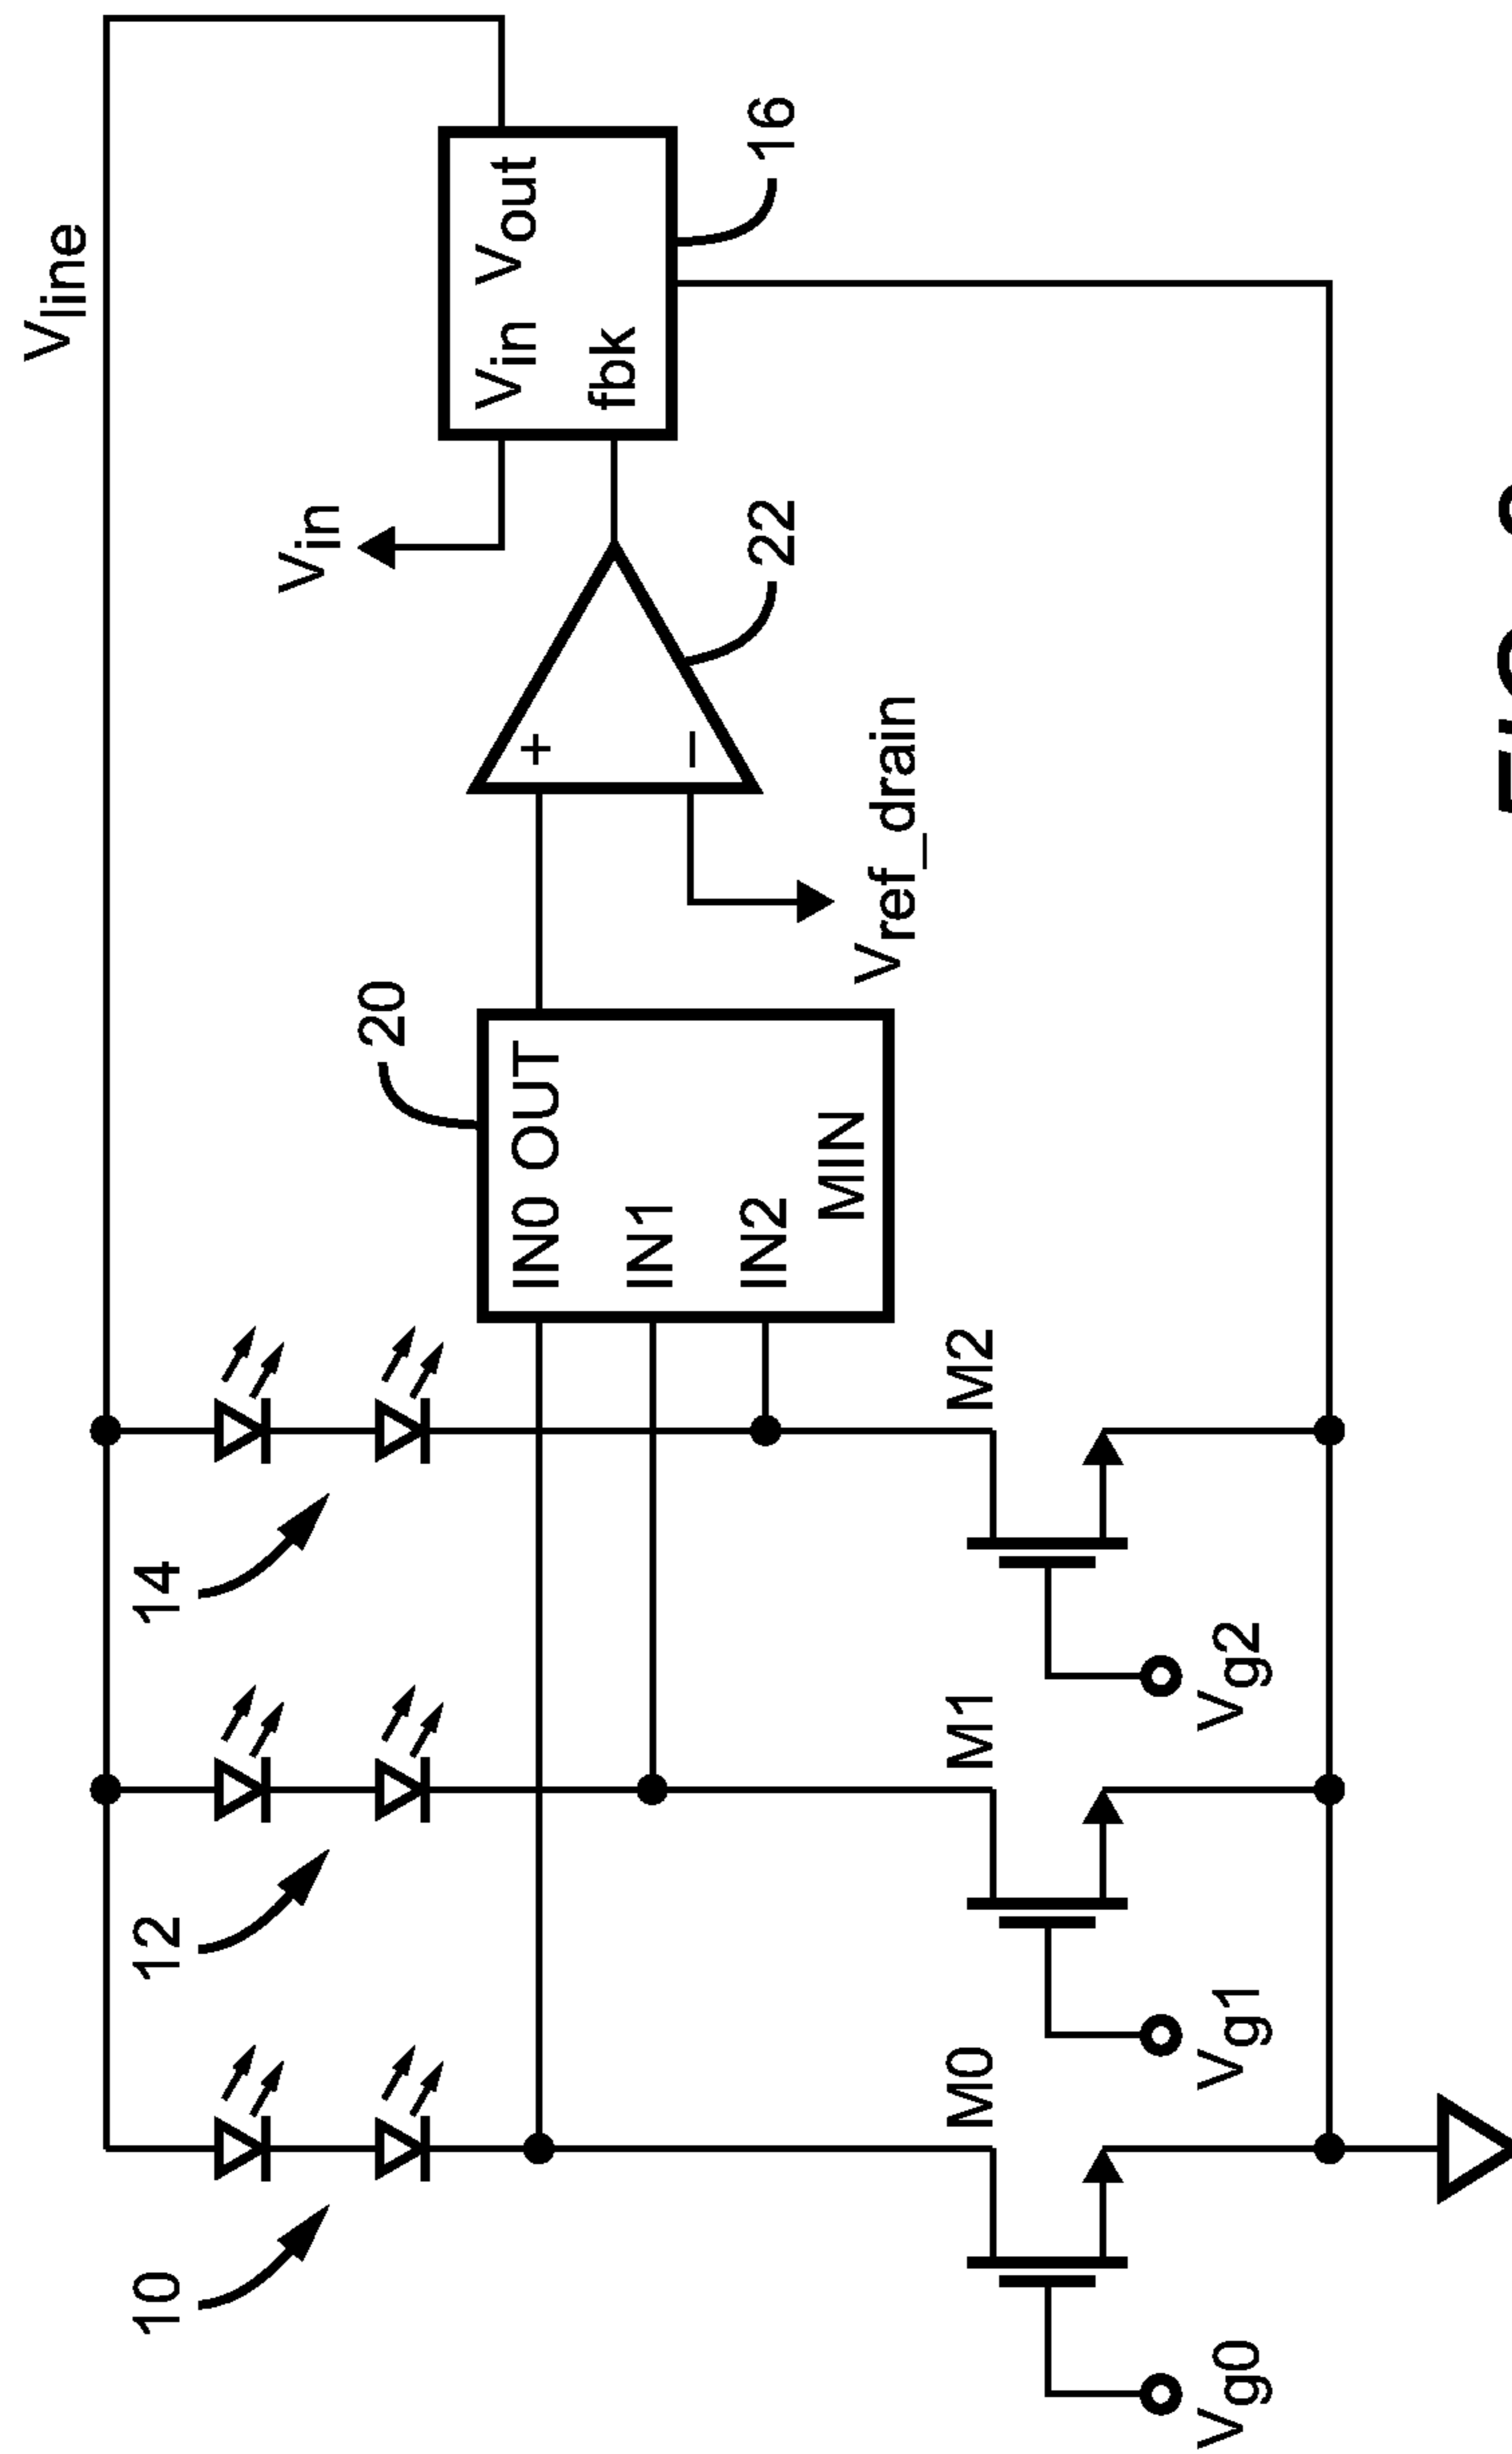 Vline
10
12
14
20
Vin
IN0 OUT
IN1
IN2
MIN
+
−
Vin Vout
fbk
22
16
Vref_drain
M0
M1
M2
Vg0
Vg1
Vg2